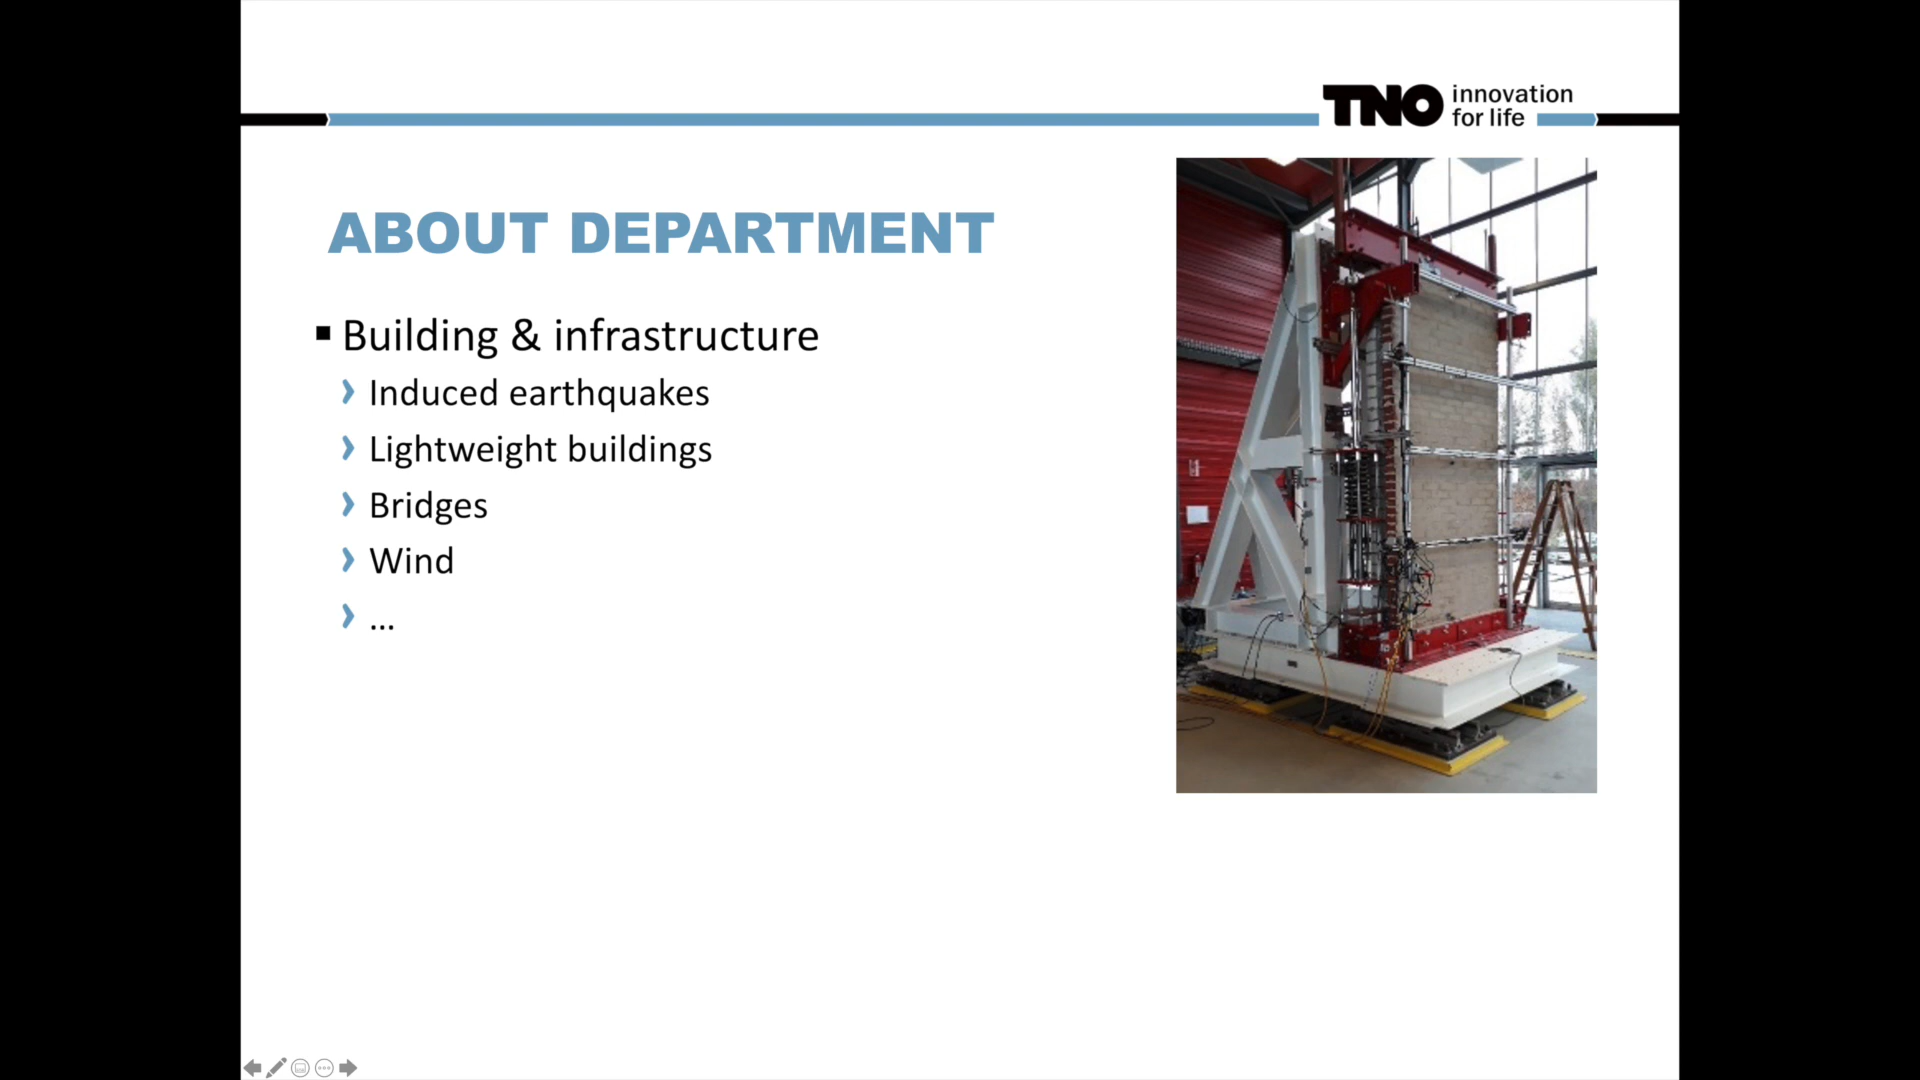 TNO innovation
for life
ABOUT DEPARTMENT
Building & infrastructure
Induced earthquakes
Lightweight buildings
Bridges
Wind
...